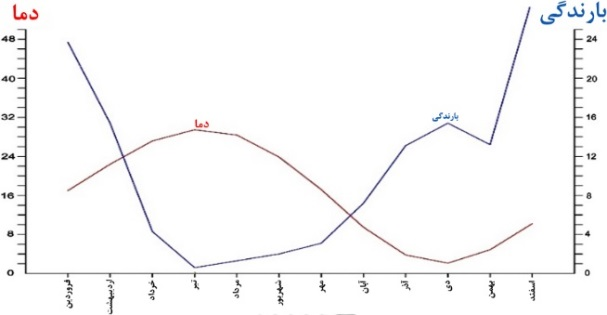 دما
بارندگی
48
40
32
24
16
8
0
24
20
16
12
8
4
0
دما
بارندگی
فروردین
اردیبهشت
خرداد
تیر
مرداد
شهریور
مهر
آبان
آذر
دی
بهمن
اسفند